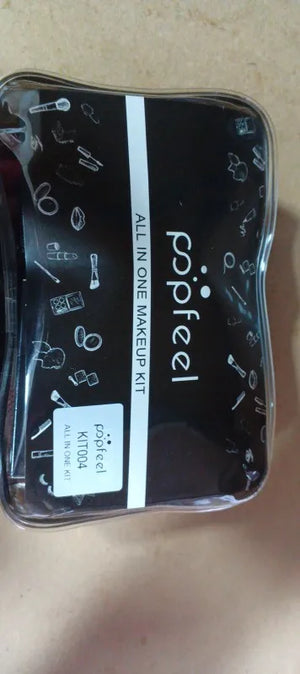 popfeel
ALL IN ONE MAKEUP KIT
popfeel
KIT004
ALL IN ONE KIT